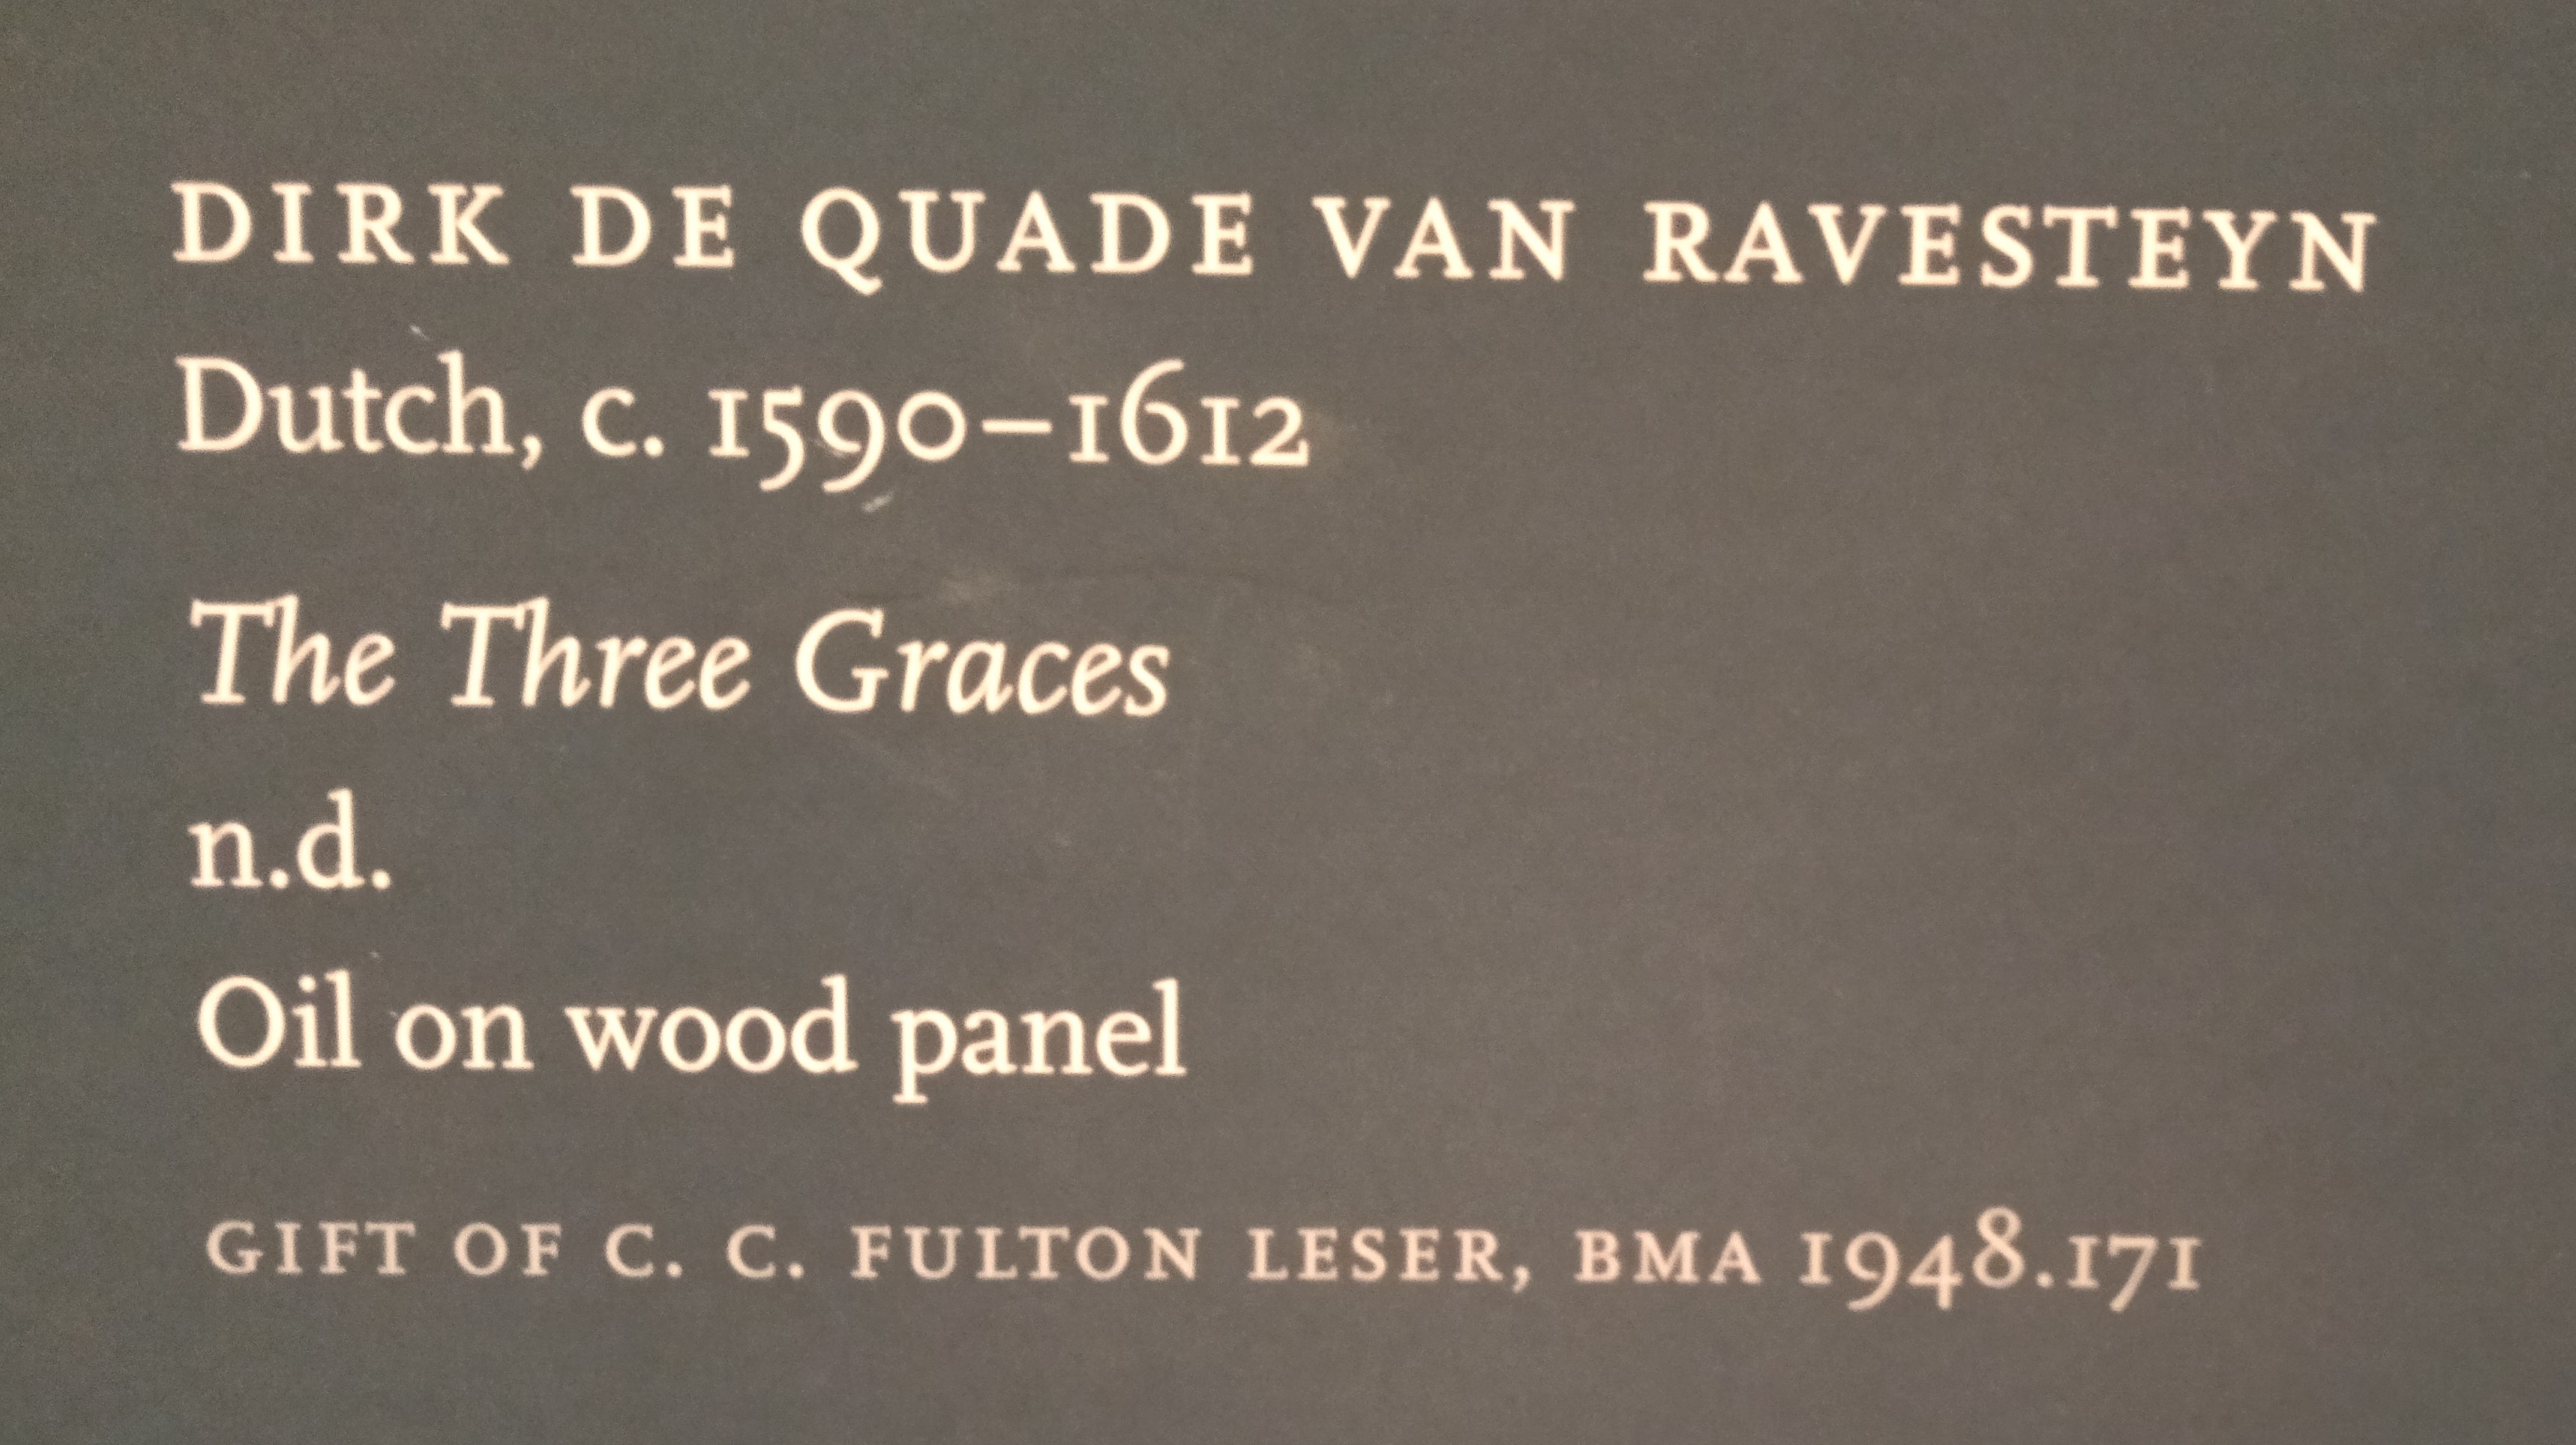 DIRK DE QUADE VAN RAVESTEYN
Dutch, c. 1590–1612
The Three Graces
n.d.
Oil on wood panel
GIFT OF C. C. FULTON LESER, BMA 1948.171